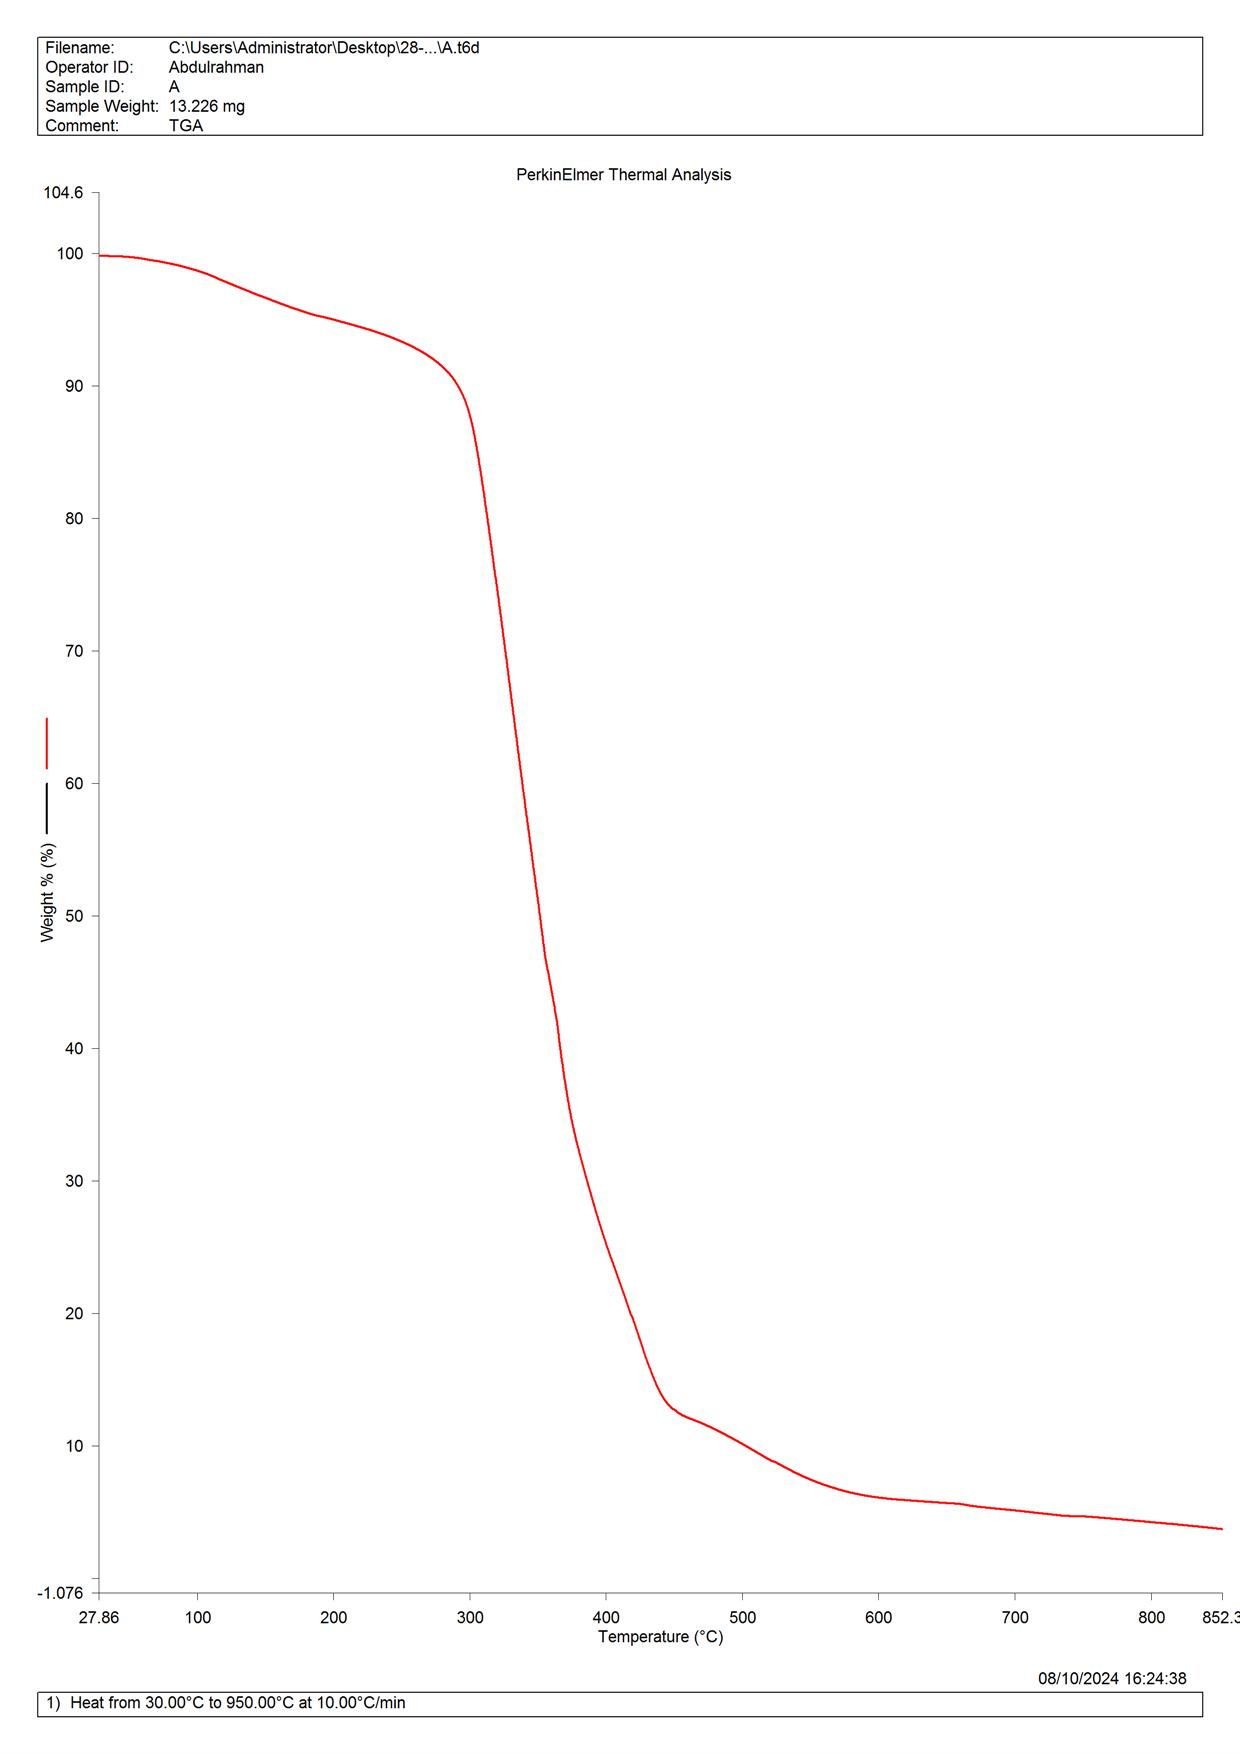 Filename: C:\Users\Administrator\Desktop\28-...\A.t6d
Operator ID: Abdulrahman
Sample ID: A
Sample Weight: 13.226 mg
Comment: TGA
PerkinElmer Thermal Analysis
104.6
100
90
80
70
60
50
40
30
20
10
-1.076
Weight % (%)
27.86 100 200 300 400 500 600 700 800 852.3
Temperature (°C)
08/10/2024 16:24:38
1) Heat from 30.00°C to 950.00°C at 10.00°C/min